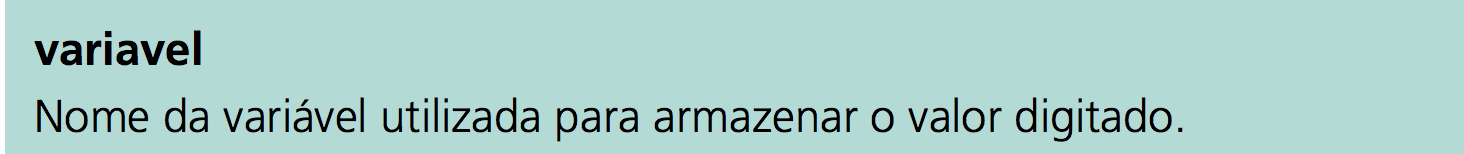 variavel
Nome da variável utilizada para armazenar o valor digitado.